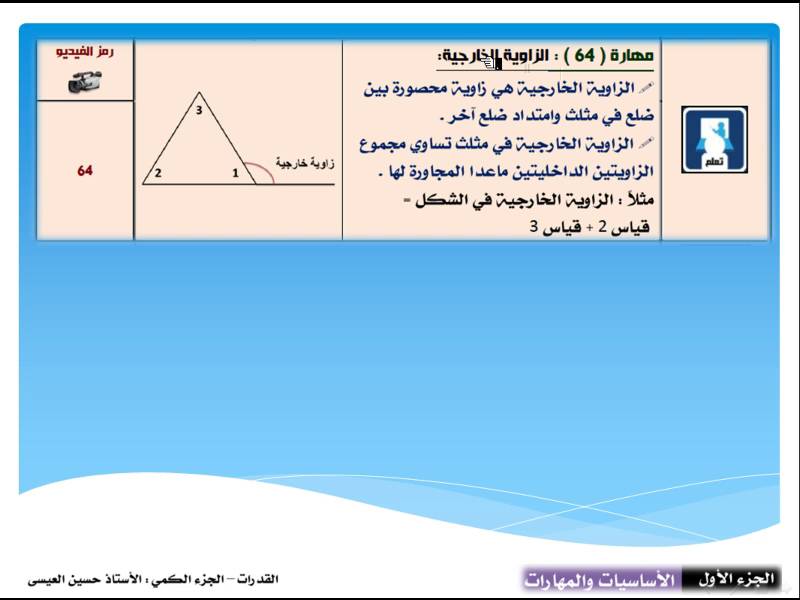 مهارة ( 64 ) : الزاوية الخارجية:
الزاوية الخارجية هي زاوية محصورة بين
ضلع في مثلث وامتداد ضلع آخر .
الزاوية الخارجية في مثلث تساوي مجموع
الزاويتين الداخليتين ماعدا المجاورة لها .
مثلاً : الزاوية الخارجية في الشكل =
قياس 2 + قياس 3
تعلم
3
2
1
زاوية خارجية
رمز الفيديو
64
الجزء الأول
الأساسيات والمهارات
القدرات – الجزء الكمي : الأستاذ حسين العيسى